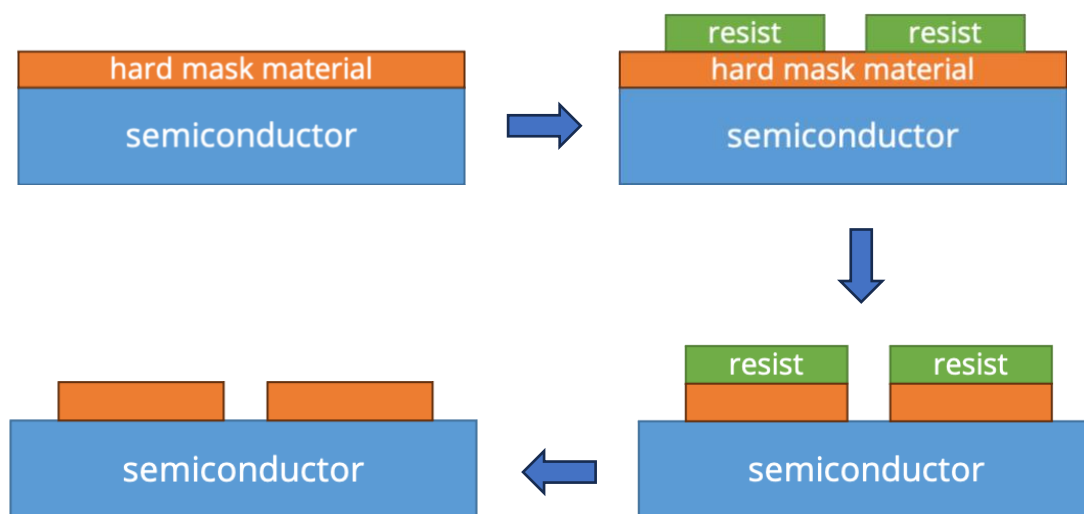 hard mask material
semiconductor
resist resist
hard mask material
semiconductor
resist resist
semiconductor
semiconductor